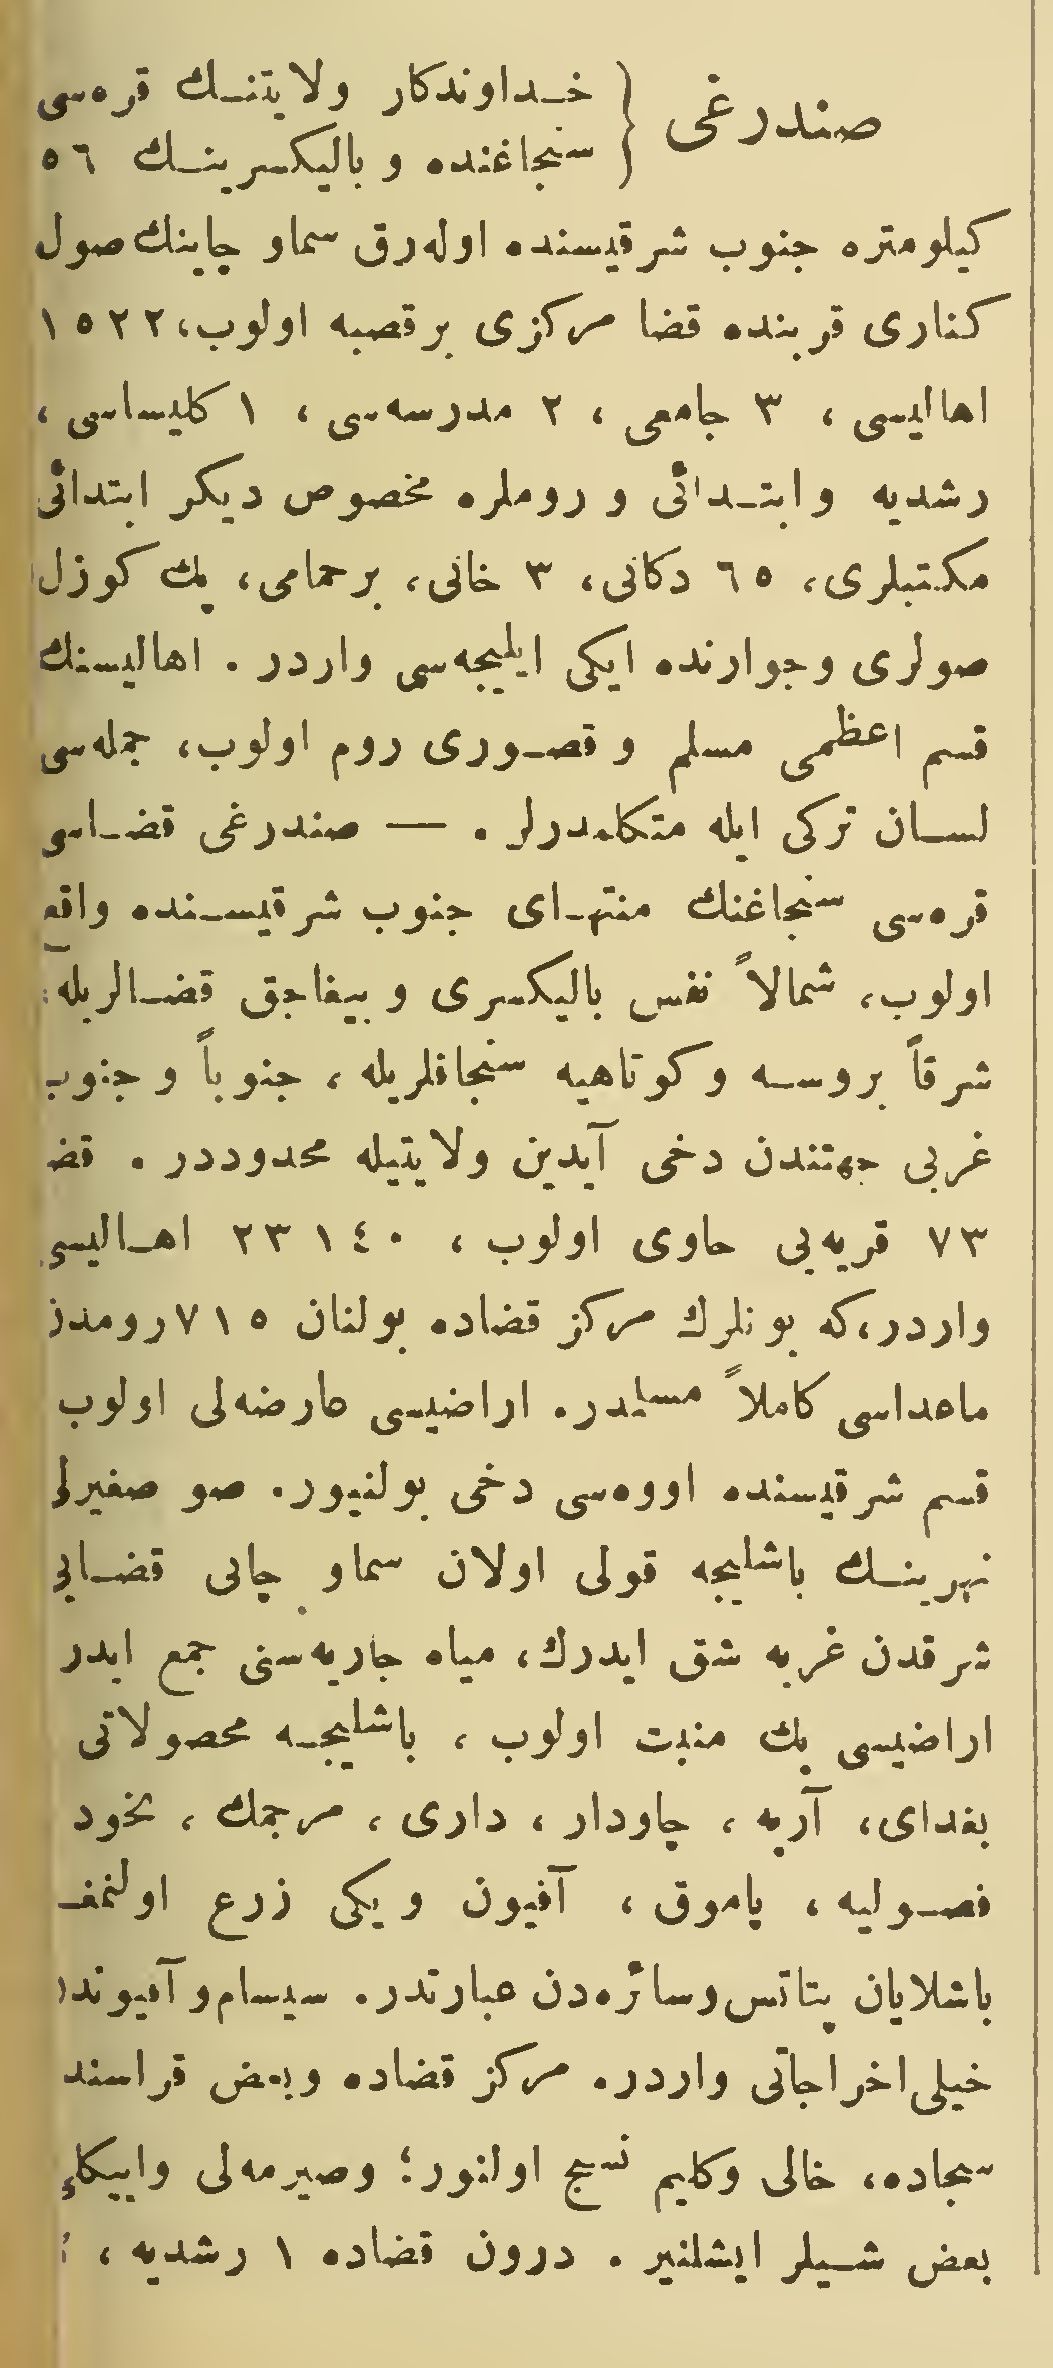 صندرغی { خداوندکار ولایتنك قره‌سی
سنجاغنده و بالیکسرینك ٥٦
کیلومتره جنوب شرقیسنده اوله‌رق سماو چاینك صول
کناری قربنده قضا مرکزی برقصبه اولوب، ١٥٢٢
اهالیسی ، ٣ جامعی ، ٢ مدرسه‌سی ، ١ کلیساسی ،
رشدیه وابتدائی و روملره مخصوص دیکر ابتدائی
مکتبلری، ٦٥ دکانی، ٣ خانی، برحمامی، پك کوزل
صولری وجوارنده ایکی ایلیجه‌سی واردر . اهالیسنك
قسم اعظمی مسلم و قصوری روم اولوب، جمله‌سی
لسان ترکی ایله متکلمدرلر . — صندرغی قضاسی
قره‌سی سنجاغنك منتهای جنوب شرقیسنده واقع
اولوب، شمالاً نفس بالیکسری و بیغادیچ قضالریله،
شرقاً بروسه وکوتاهیه سنجاقلریله ، جنوباً و جنوب
غربی جهتندن دخی آیدین ولایتیله محدوددر . قضا
٧٣ قریه‌یی حاوی اولوب ، ٢٣١٤٠ اهالیسی
واردر،که بونلرك مرکز قضاده بولنان ٧١٥ رومدن
ماعداسی کاملاً مسلمدر. اراضیسی عارضه‌لی اولوب
قسم شرقیسنده اووه‌سی دخی بولنیور. صو صغیرلی
نهرینك باشلیجه قولی اولان سماو چایی قضایی
شرقدن غربه شق ایدرك، میاه جاریه‌سنی جمع ایدر
اراضیسی پك منبت اولوب ، باشلیجه محصولاتی
بغدای، آرپه ، چاودار ، داری ، مرجمك ، نخود
فصولیه ، پاموق ، آفیون ویکی زرع اولنمغه
باشلایان پتاتس وسائره‌دن عبارتدر. سیسام و آفیوندن
خیلی اخراجاتی واردر. مرکز قضاده وبعض قراسنده
سجاده، خالی وکلیم نسج اولنور؛ وصیرمه‌لی وایپکلی
بعض شیلر ایشلنیر . درون قضاده ١ رشدیه ،